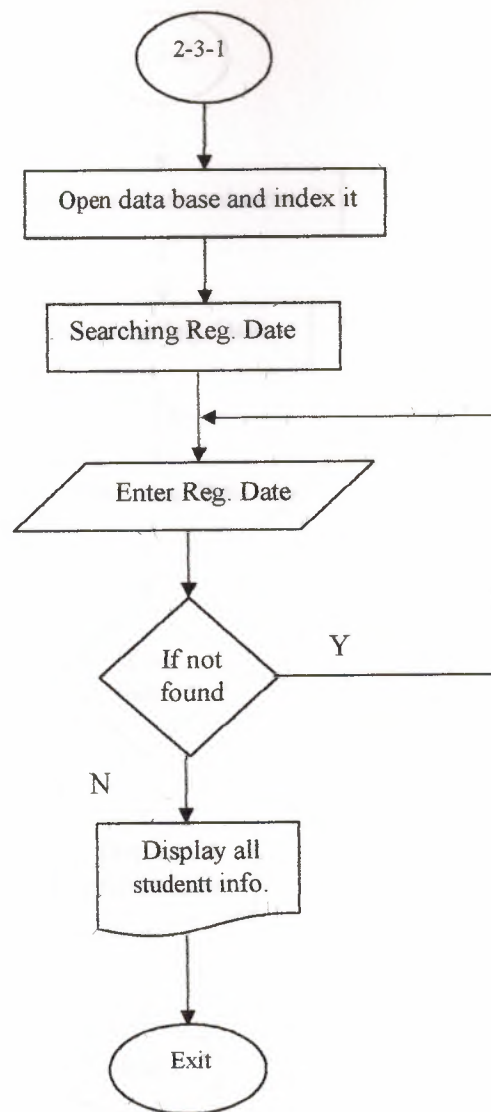 2-3-1
Open data base and index it
Searching Reg. Date
Enter Reg. Date
If not
found
Y
N
Display all
studentt info.
Exit